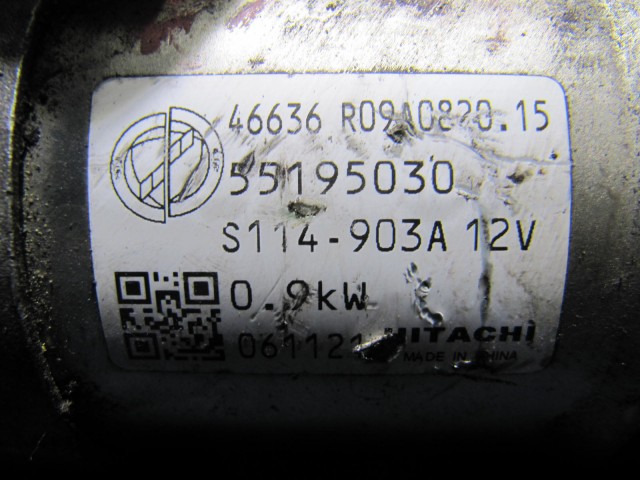 46636 R09A0820.15
55195030
S114-903A 12V
0.9kW
HITACHI
MADE IN CHINA